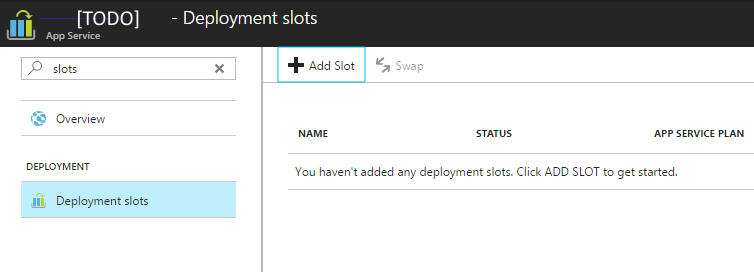 [TODO] - Deployment slots
App Service
slots
Add Slot Swap
Overview
NAME STATUS APP SERVICE PLAN
DEPLOYMENT
You haven't added any deployment slots. Click ADD SLOT to get started.
Deployment slots